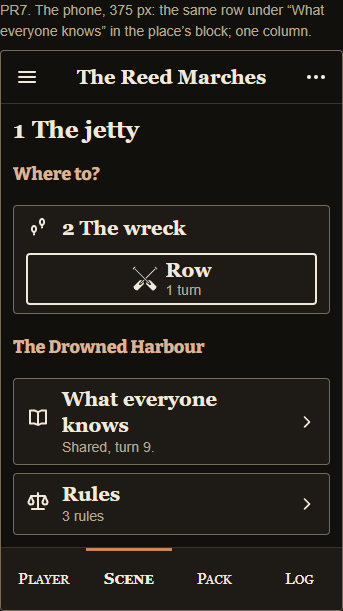 PR7. The phone, 375 px: the same row under “What
everyone knows” in the place’s block; one column.
The Reed Marches
1 The jetty
Where to?
2 The wreck
Row
1 turn
The Drowned Harbour
What everyone
knows
Shared, turn 9.
Rules
3 rules
Player
Scene
Pack
Log